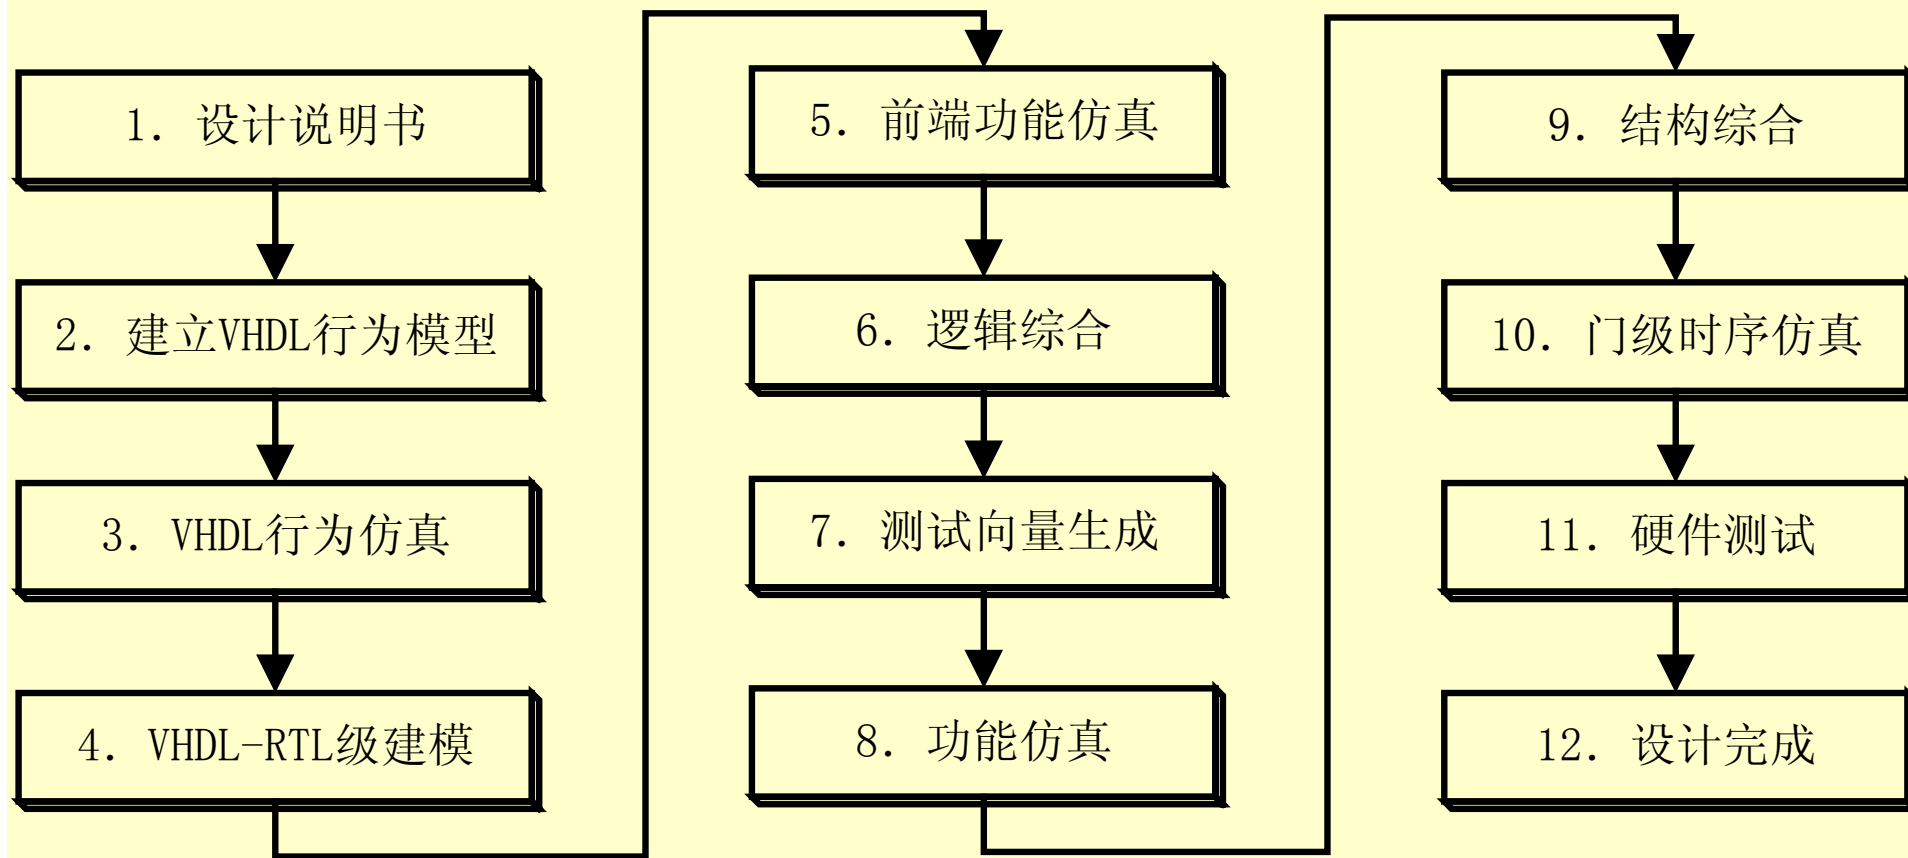 1. 设计说明书
2. 建立VHDL行为模型
3. VHDL行为仿真
4. VHDL-RTL级建模
5. 前端功能仿真
6. 逻辑综合
7. 测试向量生成
8. 功能仿真
9. 结构综合
10. 门级时序仿真
11. 硬件测试
12. 设计完成